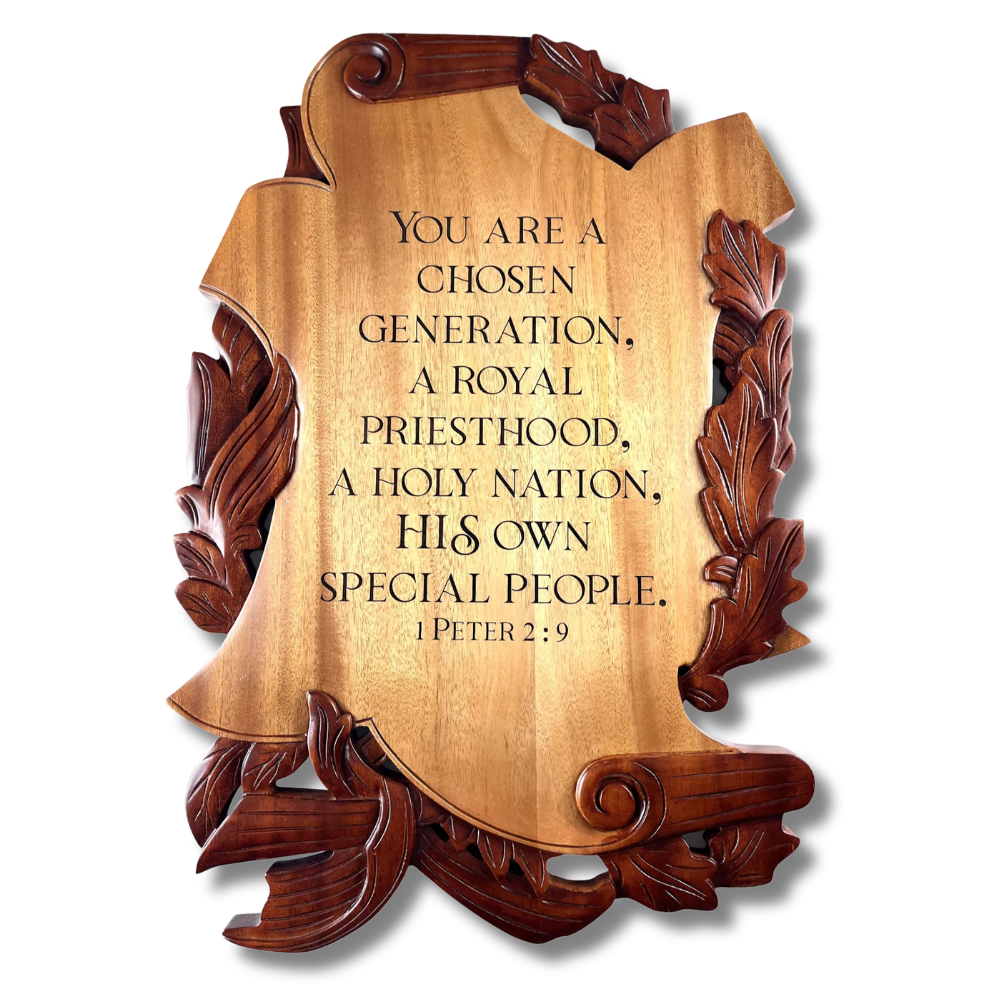 YOU ARE A
CHOSEN
GENERATION,
A ROYAL
PRIESTHOOD,
A HOLY NATION,
HIS OWN
SPECIAL PEOPLE.
1 PETER 2:9